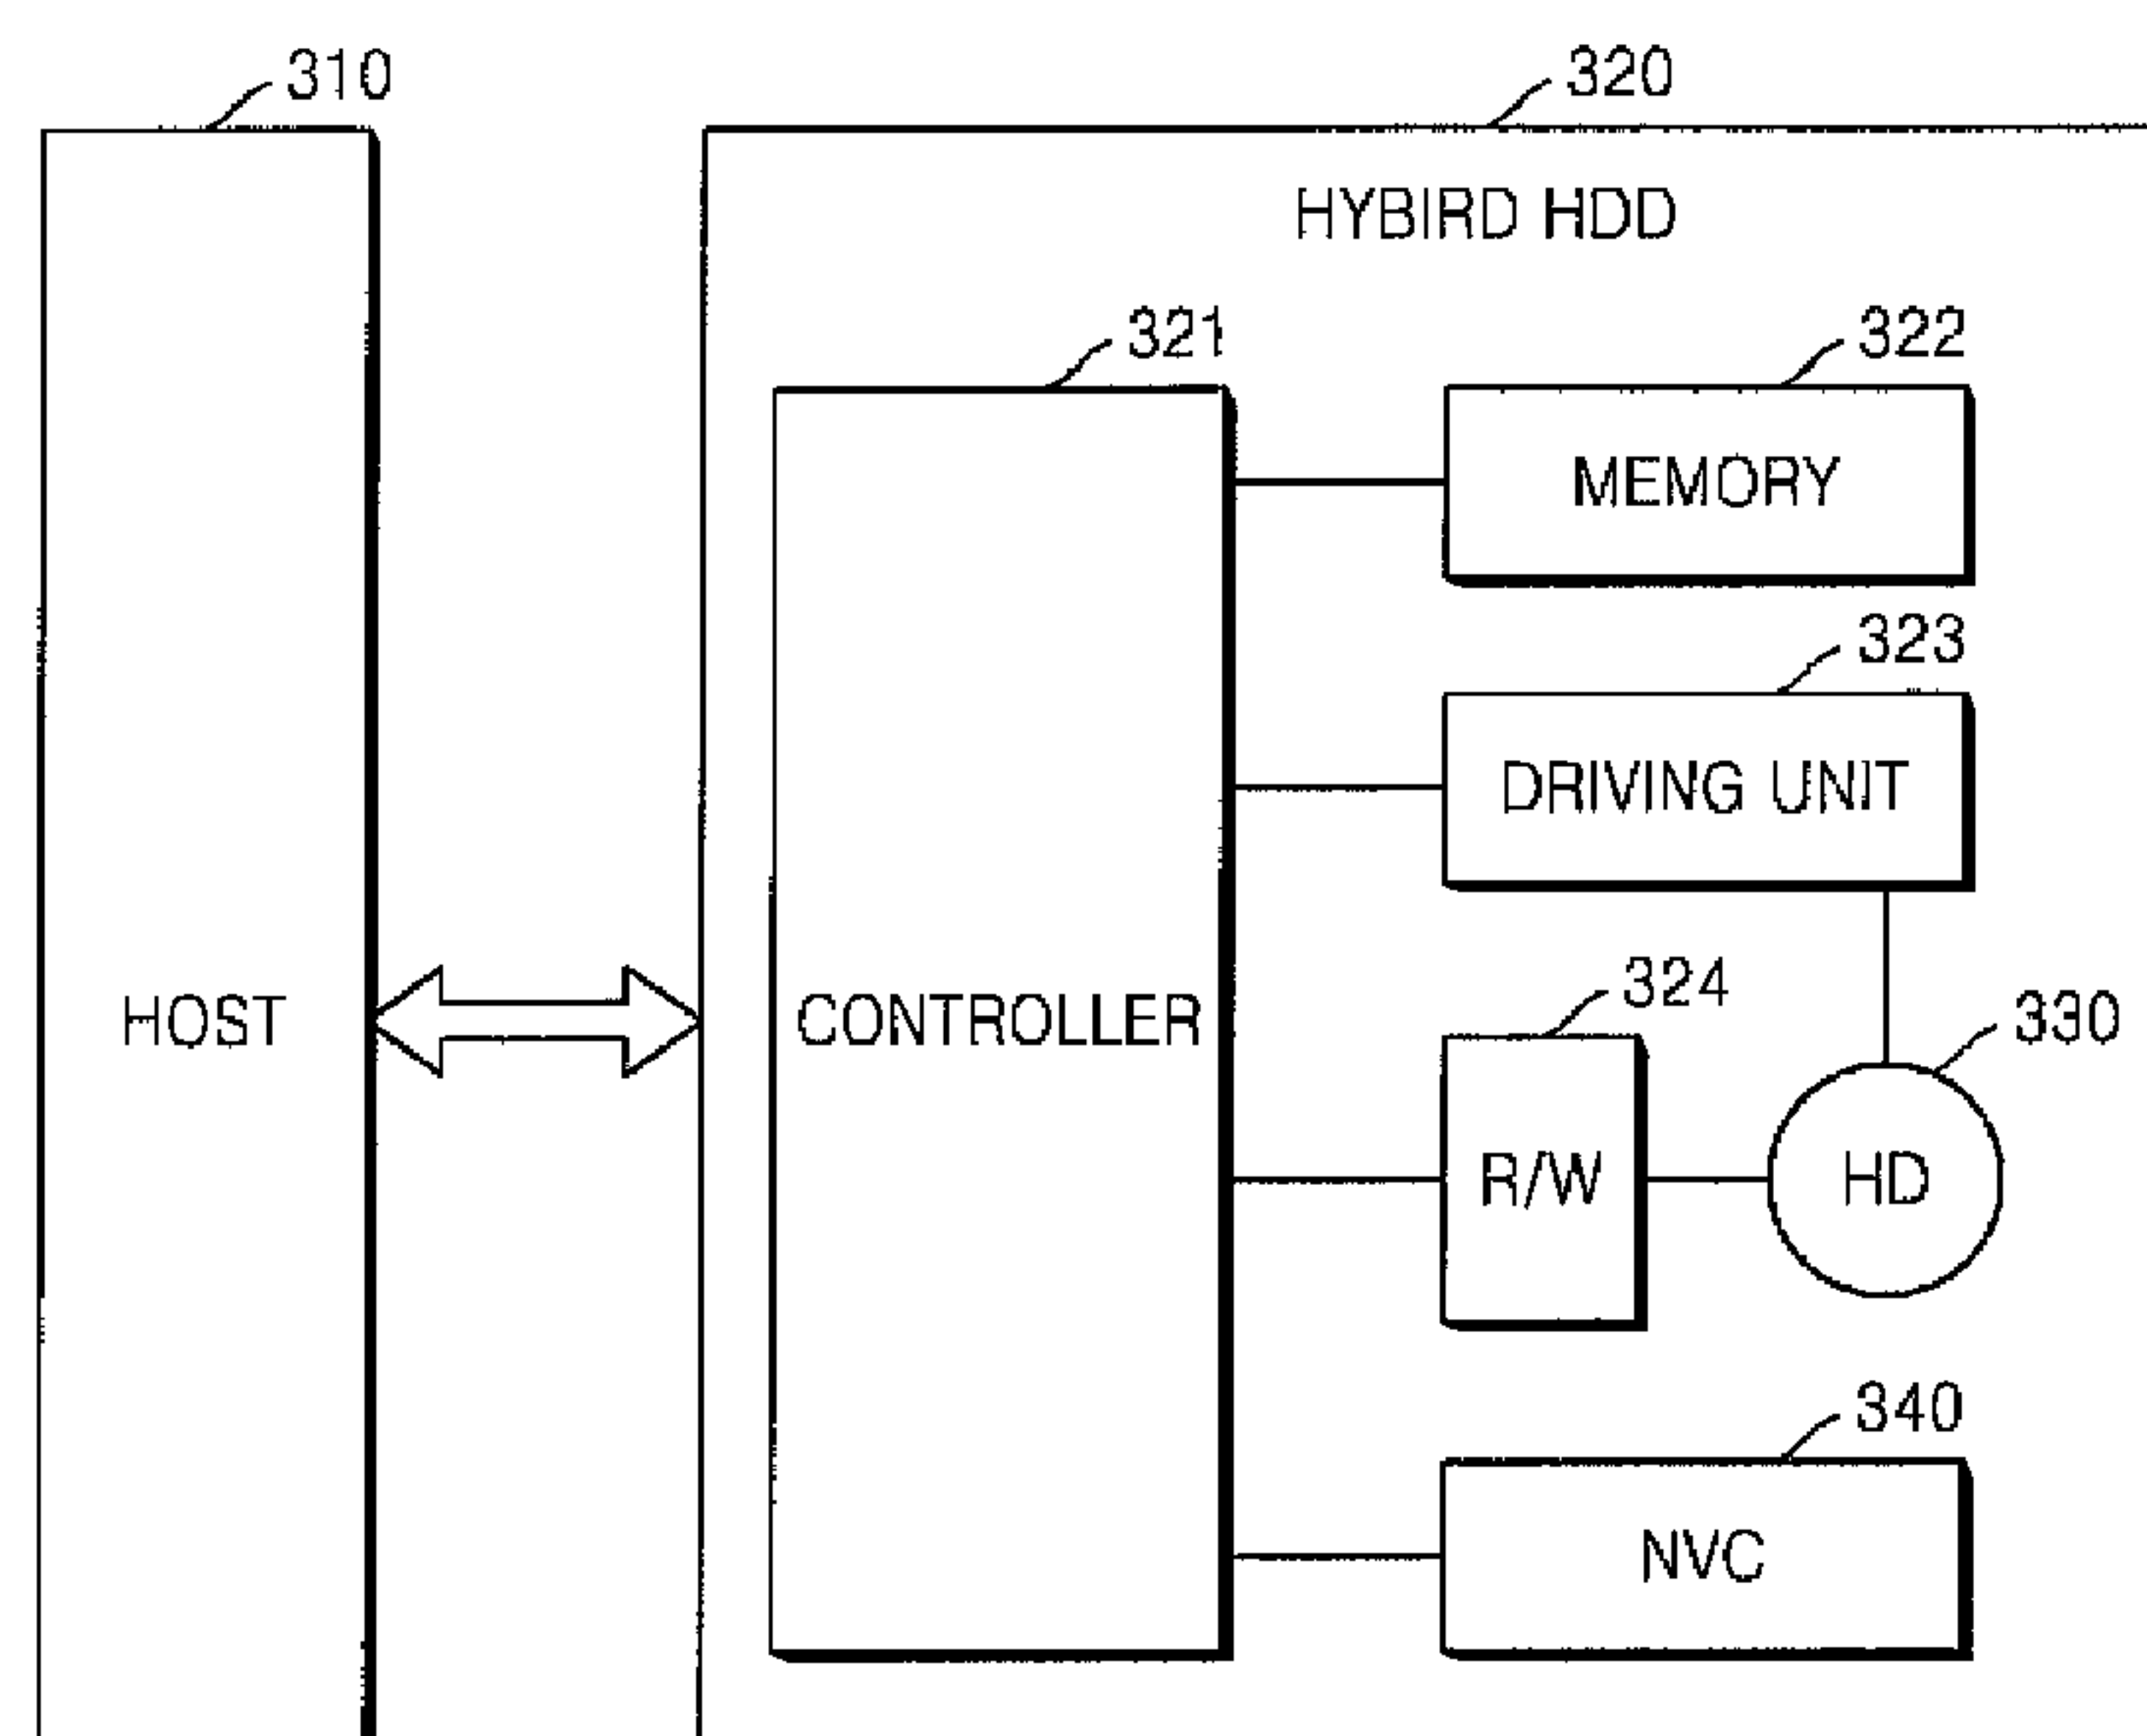 310
320
HYBIRD HDD
321
322
MEMORY
323
DRIVING UNIT
324
330
HOST
CONTROLLER
R/W
HD
340
NVC